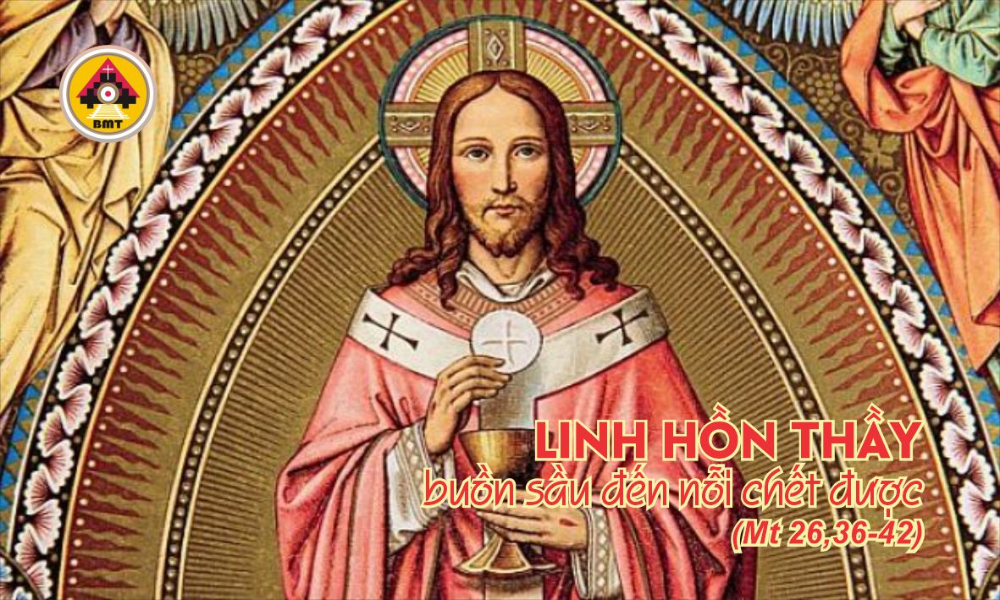 BMT
LINH HỒN THẦY
buồn sầu đến nỗi chết được
(Mt 26,36-42)